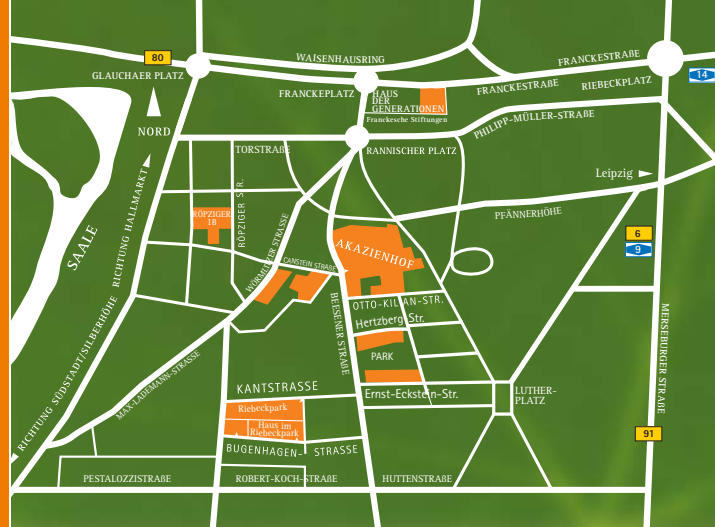 WAISENHAUSRING
FRANCKESTRAßE
80
GLAUCHAER PLATZ
14
FRANCKEPLATZ
HAUS
DER
GENERATIONEN
Franckesche Stiftungen
FRANCKESTRAßE
RIEBECKPLATZ
NORD
PHILIPP-MÜLLER-STRAßE
TORSTRAßE
RANNISCHER PLATZ
Leipzig
RÖPZIGER STR.
RÖPZIGER
18
PFÄNNERHÖHE
6
9
SAALE
RICHTUNG HALLMARKT
RICHTUNG SÜDSTADT/SILBERHÖHE
WÖRMLITZER STRASSE
CANSTEIN STRAßE
AKAZIENHOF
OTTO-KILIAN-STR.
Hertzberg Str.
BEESENER STRAßE
PARK
MERSEBURGER STRAßE
MAX-LADEMANN-STRASSE
KANTSTRASSE
Ernst-Eckstein-Str.
LUTHER-
PLATZ
Riebeckpark
Haus im
Riebeckpark
91
BUGENHAGEN- STRASSE
PESTALOZZISTRAßE
ROBERT-KOCH-STRAßE
HUTTENSTRAßE